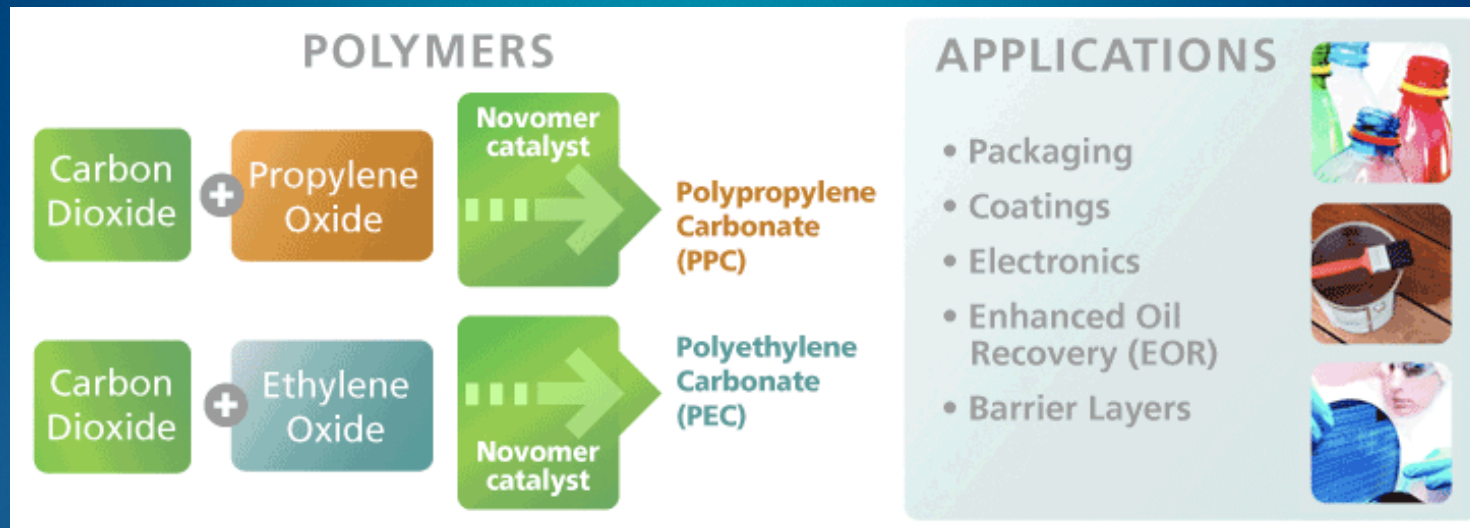 POLYMERS
Carbon
Dioxide
+
Propylene
Oxide
Novomer
catalyst
Polypropylene
Carbonate
(PPC)
Carbon
Dioxide
+
Ethylene
Oxide
Novomer
catalyst
Polyethylene
Carbonate
(PEC)
APPLICATIONS
• Packaging
• Coatings
• Electronics
• Enhanced Oil
Recovery (EOR)
• Barrier Layers